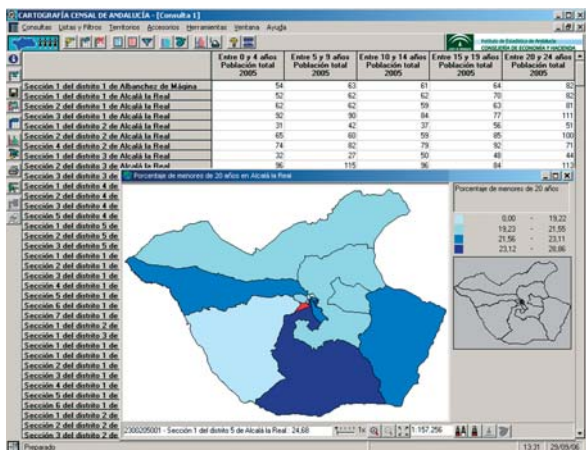 CARTOGRAFÍA CENSAL DE ANDALUCÍA - [Consulta 1]
Consultas Listas y Filtros Territorios Accesorios Herramientas Ventana Ayuda
Instituto de Estadística de Andalucía
CONSEJERÍA DE ECONOMÍA Y HACIENDA
Entre 0 y 4 años Población total 2005
Entre 5 y 9 años Población total 2005
Entre 10 y 14 años Población total 2005
Entre 15 y 19 años Población total 2005
Entre 20 y 24 años Población total 2005
Sección 1 del distrito 1 de Albanchez de Mágina 54 63 61 64 82
Sección 1 del distrito 1 de Alcalá la Real 52 62 62 70 82
Sección 2 del distrito 1 de Alcalá la Real 62 62 59 63 81
Sección 3 del distrito 1 de Alcalá la Real 92 90 84 77 111
Sección 1 del distrito 2 de Alcalá la Real 31 42 37 56 51
Sección 2 del distrito 2 de Alcalá la Real 65 60 59 85 100
Sección 4 del distrito 2 de Alcalá la Real 74 82 79 92 71
Sección 1 del distrito 3 de Alcalá la Real 32 27 50 48 44
Sección 2 del distrito 3 de Alcalá la Real 96 115 96 84 113
Sección 3 del distrito 3 de
Sección 1 del distrito 4 de
Sección 2 del distrito 4 de
Sección 3 del distrito 4 de
Sección 5 del distrito 4 de
Sección 1 del distrito 5 de
Sección 2 del distrito 5 de
Sección 3 del distrito 5 de
Sección 1 del distrito 1 de
Sección 2 del distrito 1 de
Sección 3 del distrito 1 de
Sección 4 del distrito 1 de
Sección 5 del distrito 1 de
Sección 6 del distrito 1 de
Sección 7 del distrito 1 de
Sección 1 del distrito 2 de
Sección 1 del distrito 3 de
Sección 1 del distrito 1 de
Sección 1 del distrito 1 de
Sección 2 del distrito 1 de
Sección 3 del distrito 1 de
Sección 4 del distrito 1 de
Sección 5 del distrito 1 de
Sección 6 del distrito 1 de
Sección 1 del distrito 2 de
Sección 2 del distrito 2 de
Sección 3 del distrito 2 de
Porcentaje de menores de 20 años en Alcalá la Real
Porcentaje de menores de 20 años
0,00 - 19,22
19,23 - 21,55
21,56 - 23,11
23,12 - 26,86
2300205001 - Sección 1 del distrito 5 de Alcalá la Real : 24,68
1x
1:157.256
Preparado
13:31
29/09/06